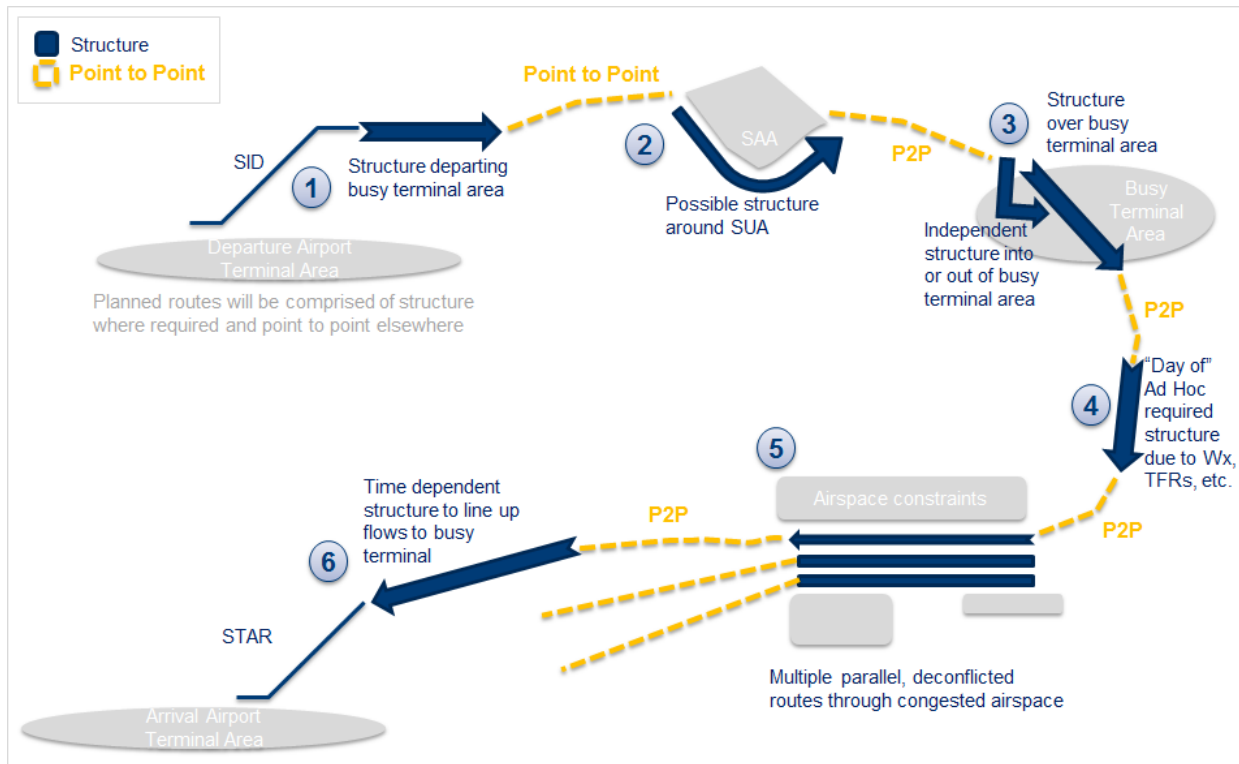 Structure
Point to Point
SID
1
Structure departing
busy terminal area
Departure Airport
Terminal Area
Planned routes will be comprised of structure
where required and point to point elsewhere
Point to Point
2
SAA
Possible structure
around SUA
P2P
3
Structure
over busy
terminal area
Busy
Terminal
Area
Independent
structure into
or out of busy
terminal area
P2P
4
“Day of”
Ad Hoc
required
structure
due to Wx,
TFRs, etc.
P2P
5
Airspace constraints
Multiple parallel, deconflicted
routes through congested airspace
P2P
Time dependent
structure to line up
flows to busy
terminal
6
STAR
Arrival Airport
Terminal Area